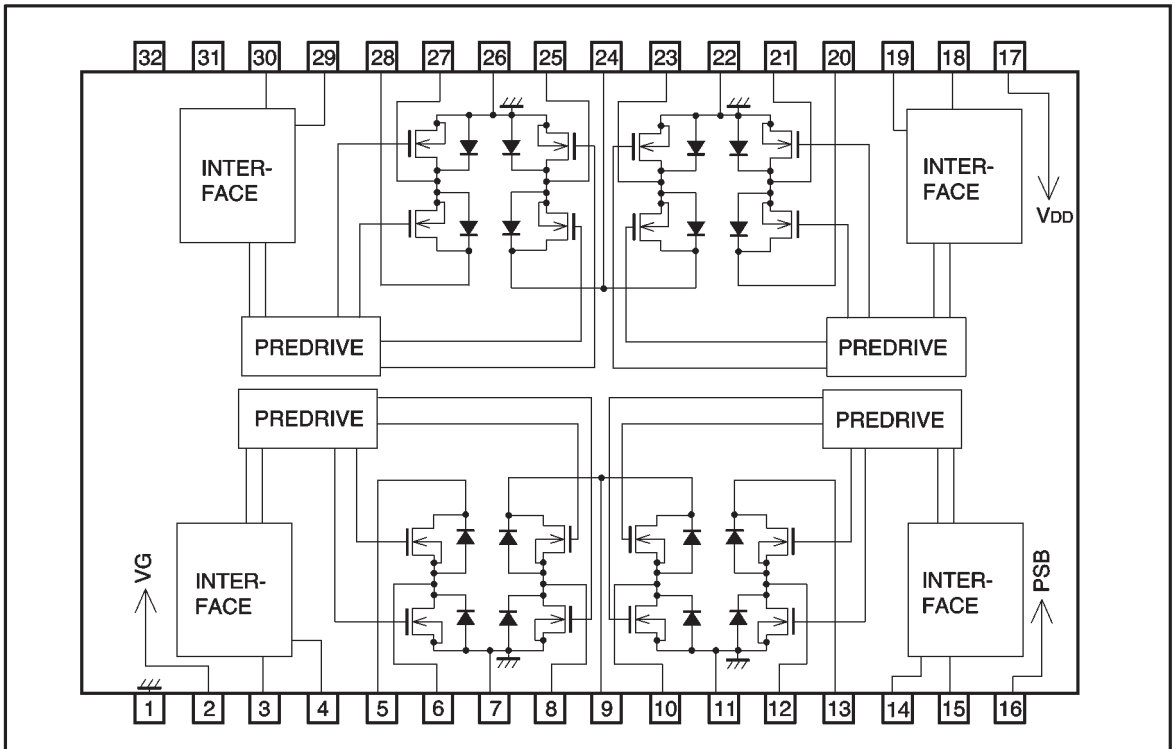 32 31 30 29 28 27 26 25 24 23 22 21 20 19 18 17
INTER-
FACE
INTER-
FACE
VDD
PREDRIVE
PREDRIVE
PREDRIVE
PREDRIVE
VG
INTER-
FACE
INTER-
FACE
PSB
1 2 3 4 5 6 7 8 9 10 11 12 13 14 15 16